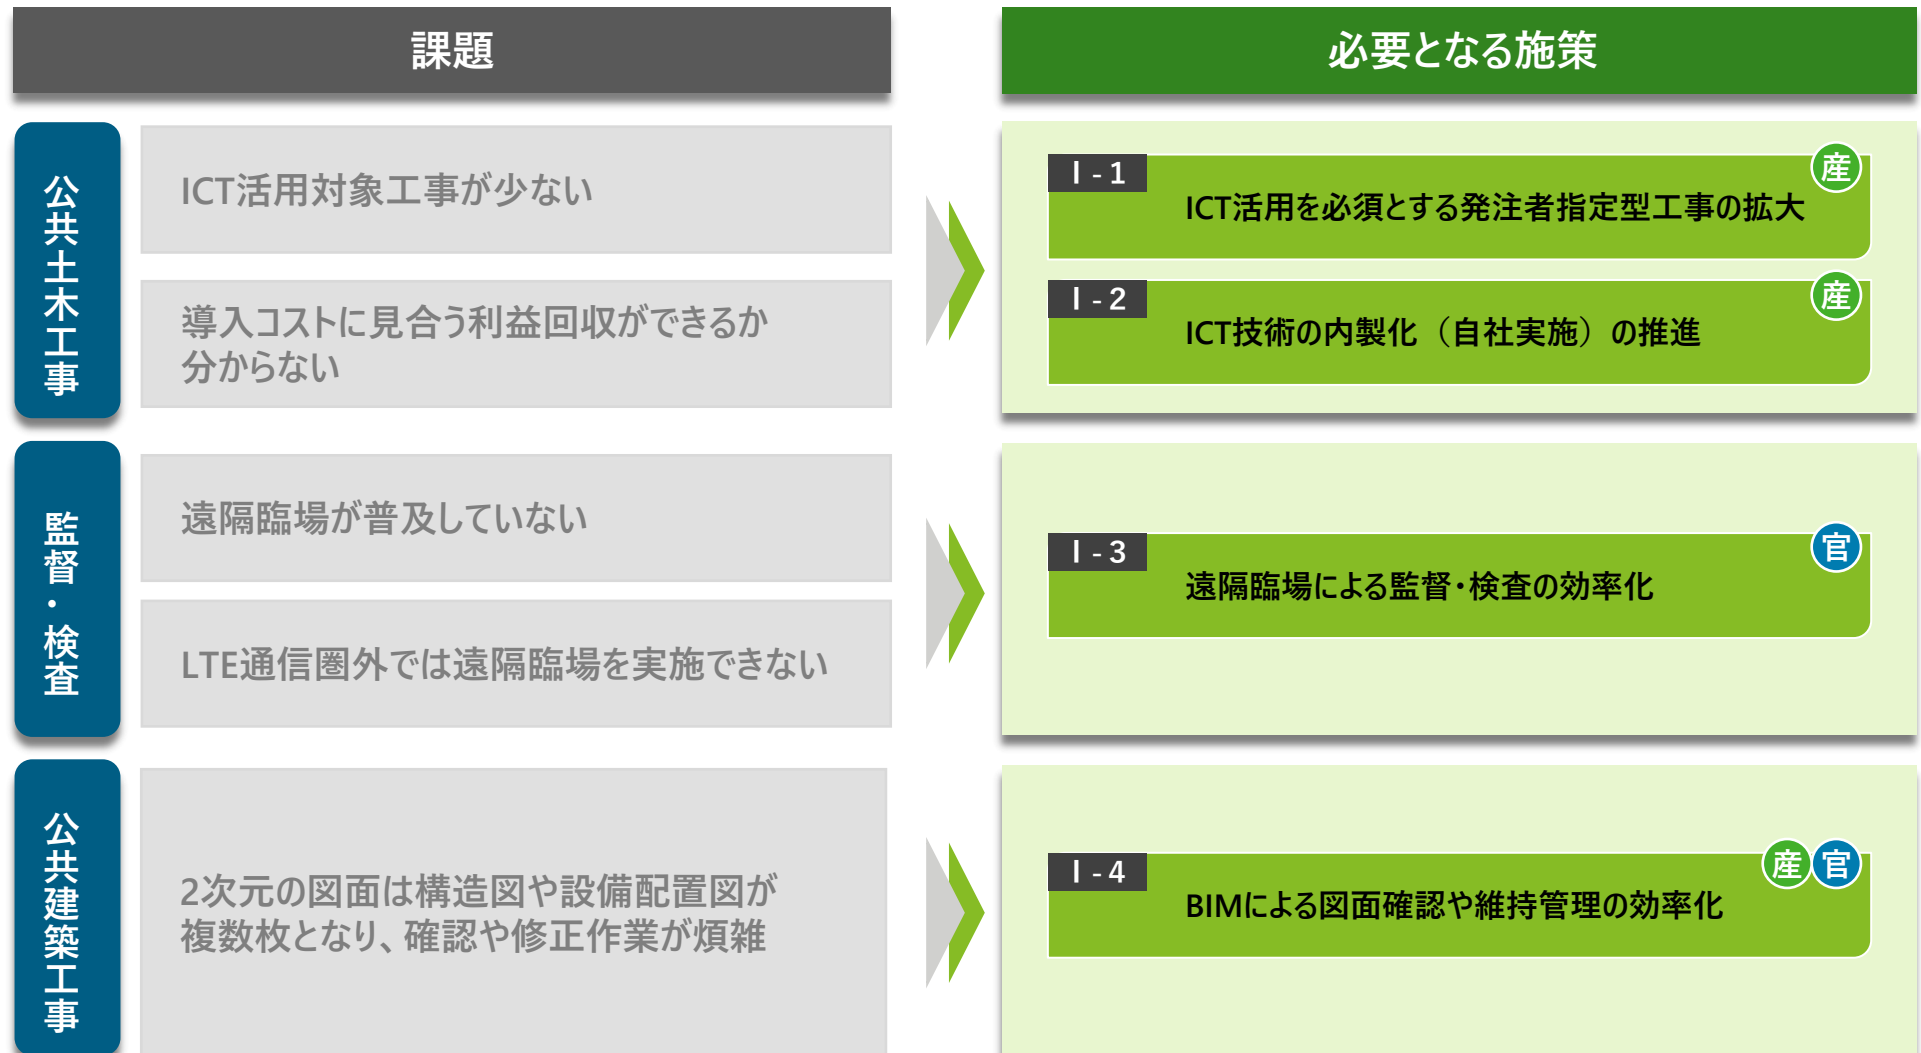 課題
必要となる施策
公共土木工事
ICT活用対象工事が少ない
導入コストに見合う利益回収ができるか
分からない
Ⅰ-1
産
ICT活用を必須とする発注者指定型工事の拡大
Ⅰ-2
産
ICT技術の内製化（自社実施）の推進
監督・検査
遠隔臨場が普及していない
LTE通信圏外では遠隔臨場を実施できない
Ⅰ-3
官
遠隔臨場による監督・検査の効率化
公共建築工事
2次元の図面は構造図や設備配置図が
複数枚となり、確認や修正作業が煩雑
Ⅰ-4
産官
BIMによる図面確認や維持管理の効率化